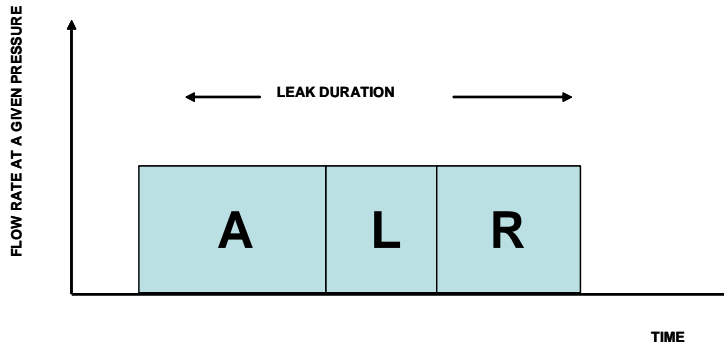 FLOW RATE AT A GIVEN PRESSURE
LEAK DURATION
A
L
R
TIME